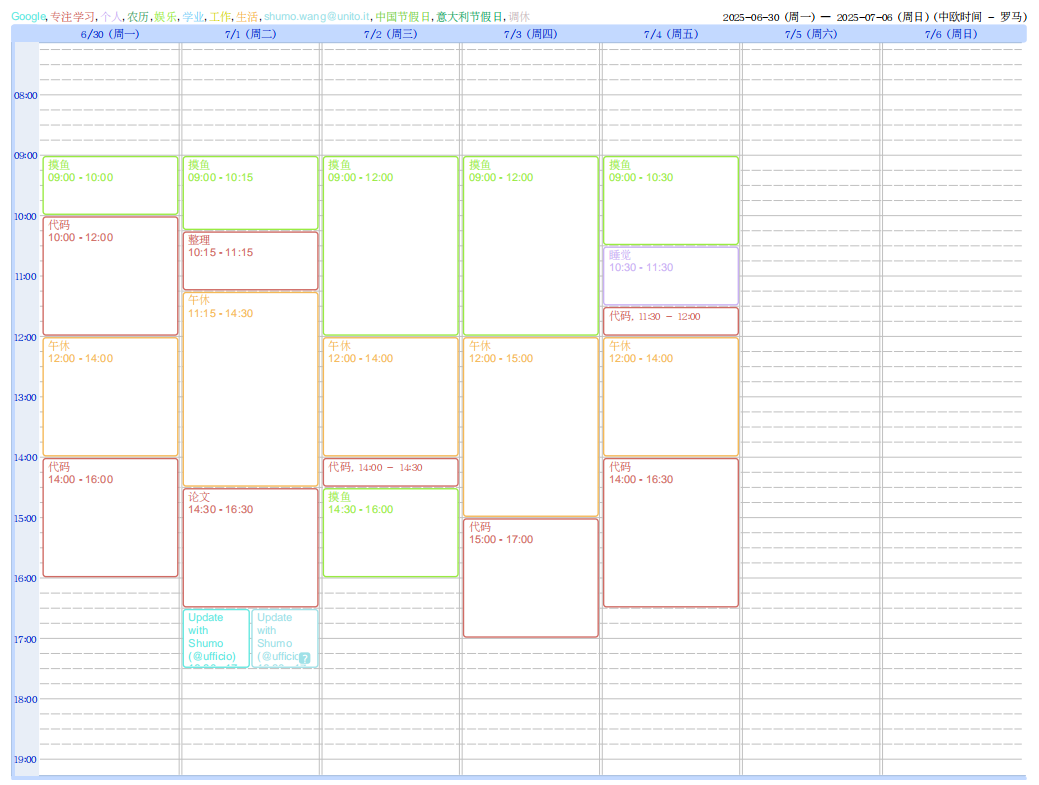 Google, 专注学习, 个人, 农历, 娱乐, 学业, 工作, 生活, shumo.wang@unito.it, 中国节假日, 意大利节假日, 调休
2025-06-30 (周一) — 2025-07-06 (周日) (中欧时间 - 罗马)
6/30 (周一)
7/1 (周二)
7/2 (周三)
7/3 (周四)
7/4 (周五)
7/5 (周六)
7/6 (周日)
08:00
09:00
10:00
11:00
12:00
13:00
14:00
15:00
16:00
17:00
18:00
19:00
摸鱼
09:00 - 10:00
代码
10:00 - 12:00
午休
12:00 - 14:00
代码
14:00 - 16:00
摸鱼
09:00 - 10:15
整理
10:15 - 11:15
午休
11:15 - 14:30
论文
14:30 - 16:30
Update
with
Shumo
(@ufficio)
Update
with
Shumo
(@ufficio
?
摸鱼
09:00 - 12:00
午休
12:00 - 14:00
代码, 14:00 - 14:30
摸鱼
14:30 - 16:00
摸鱼
09:00 - 12:00
午休
12:00 - 15:00
代码
15:00 - 17:00
摸鱼
09:00 - 10:30
睡觉
10:30 - 11:30
代码, 11:30 - 12:00
午休
12:00 - 14:00
代码
14:00 - 16:30